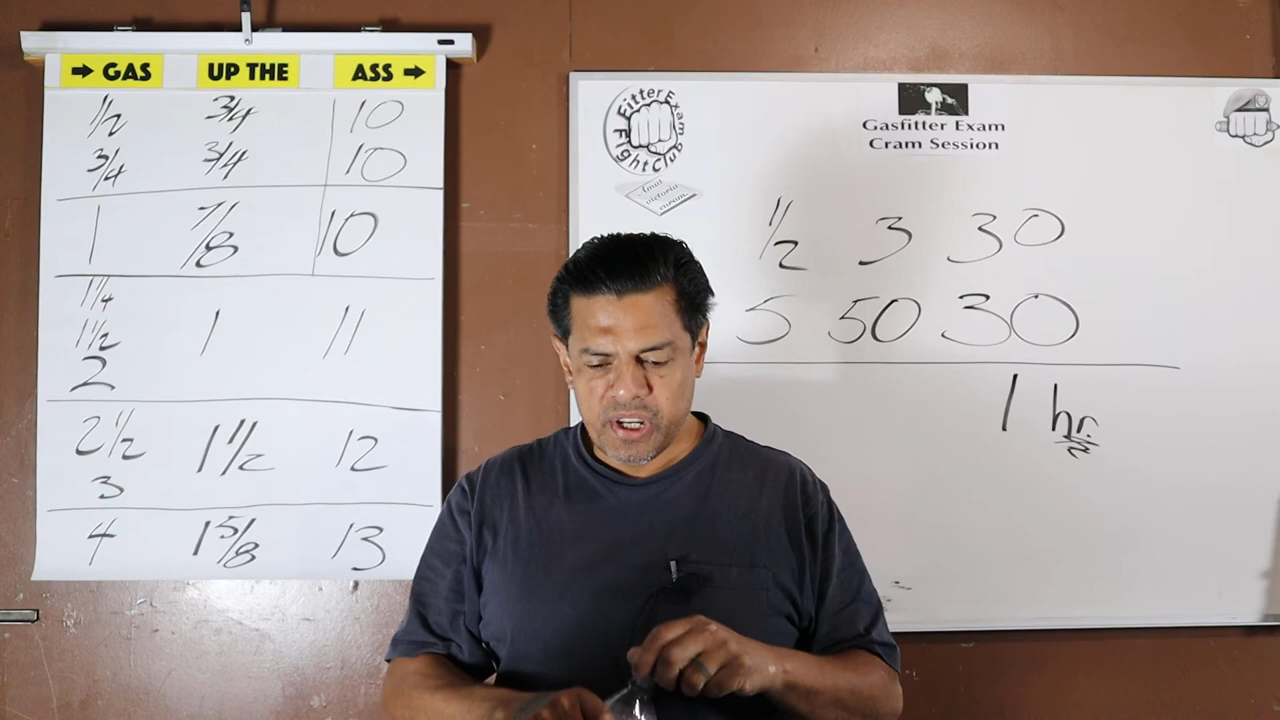 → GAS UP THE ASS →
1/2 3/4 10
3/4 3/4 10
1 7/8 10
1 1/4
1 1/2 1 11
2
2 1/2 1 1/2 12
3
4 1 5/8 13
Fitter Exam
Fight Club
Amat
victoria
curam.
Gasfitter Exam
Cram Session
1/2 3 30
5 50 30
1 hr.